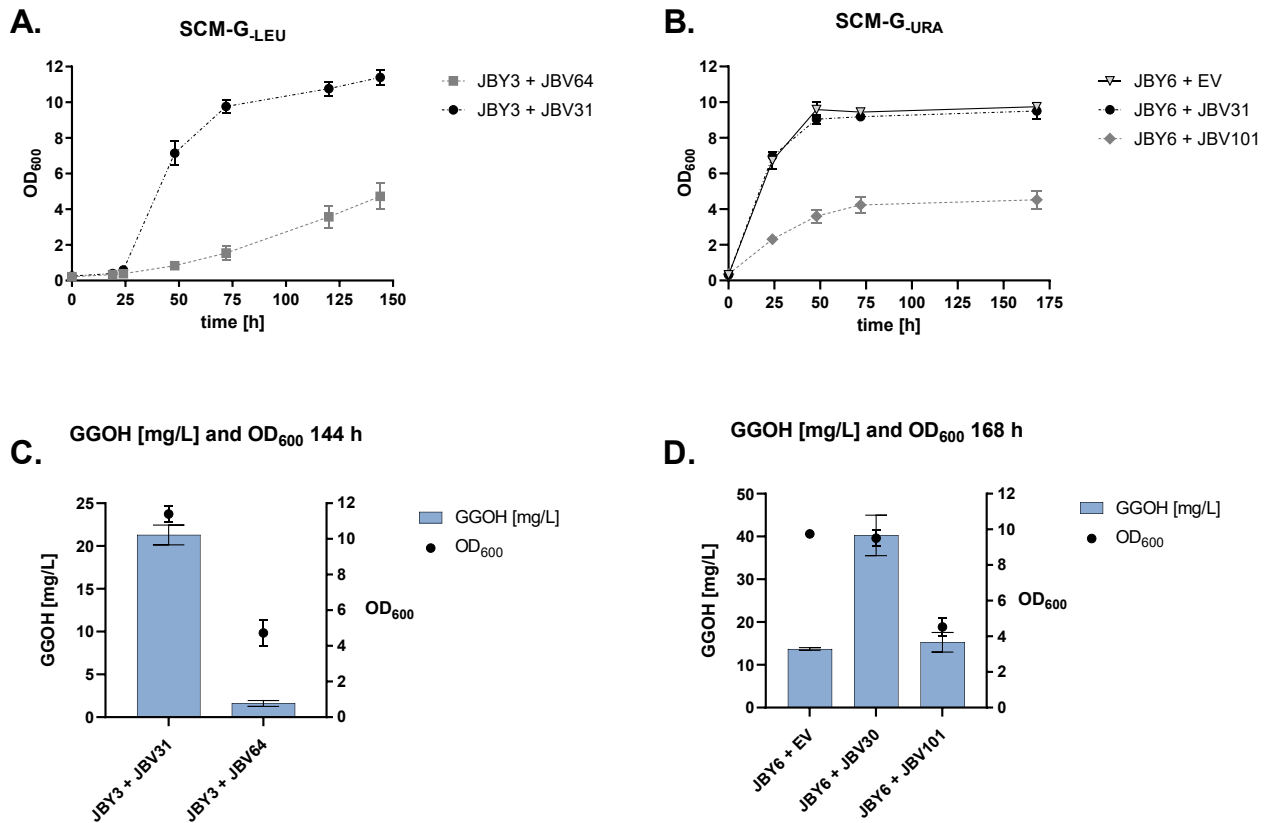 A.
SCM-G-LEU
12
10
8
6
4
2
0
OD600
0 25 50 75 100 125 150
time [h]
JBY3 + JBV64
JBY3 + JBV31
B.
SCM-G-URA
12
10
8
6
4
2
0
OD600
0 25 50 75 100 125 150 175
time [h]
JBY6 + EV
JBY6 + JBV31
JBY6 + JBV101
C.
GGOH [mg/L] and OD600 144 h
25
20
15
10
5
0
GGOH [mg/L]
12
10
8
6
4
2
0
OD600
JBY3 + JBV31
JBY3 + JBV64
GGOH [mg/L]
OD600
D.
GGOH [mg/L] and OD600 168 h
50
40
30
20
10
0
GGOH [mg/L]
12
10
8
6
4
2
0
OD600
JBY6 + EV
JBY6 + JBV30
JBY6 + JBV101
GGOH [mg/L]
OD600